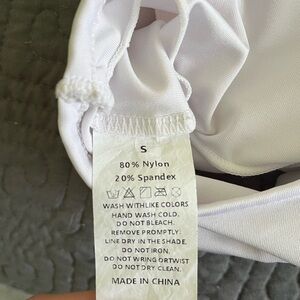 S
80% Nylon
20% Spandex
WASH WITHLIKE COLORS
HAND WASH COLD.
DO NOT BLEACH.
REMOVE PROMPTLY:
LINE DRY IN THE SHADE.
DO NOT IRON.
DO NOT WRING ORTWIST
DO NOT DRY CLEAN.
MADE IN CHINA